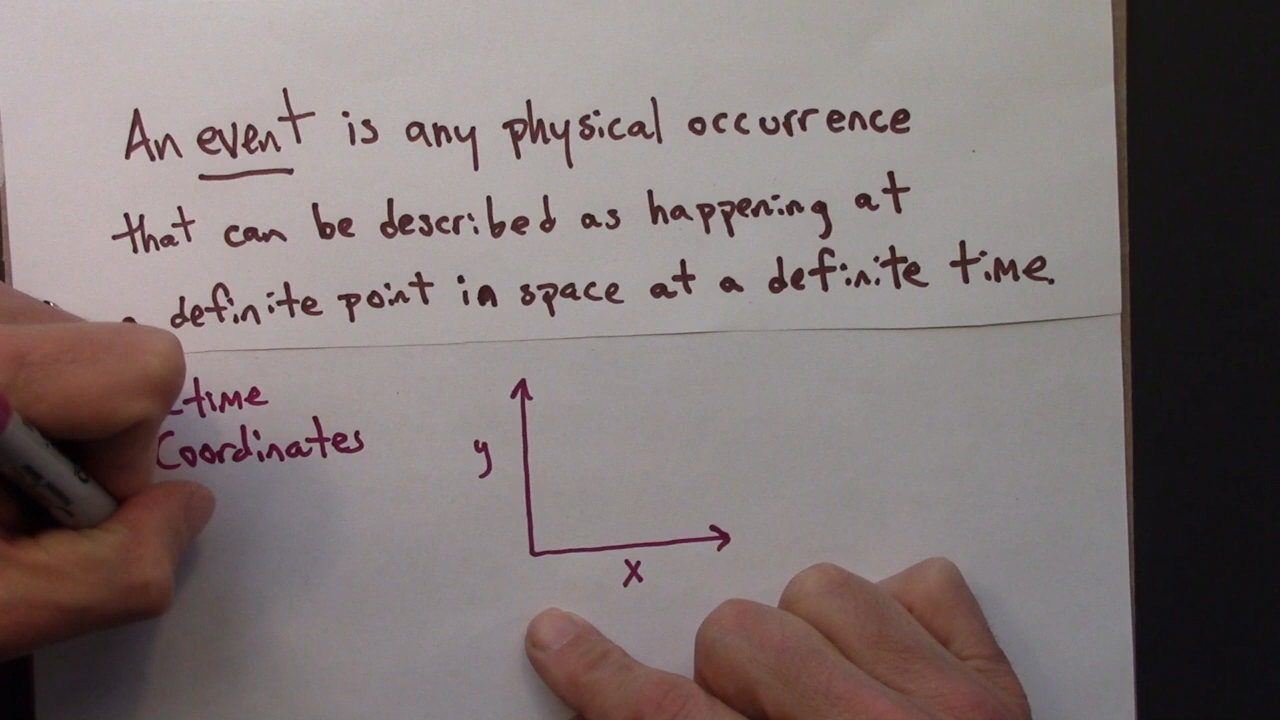 An event is any physical occurrence
that can be described as happening at
definite point in space at a definite time.
time
Coordinates
y
x